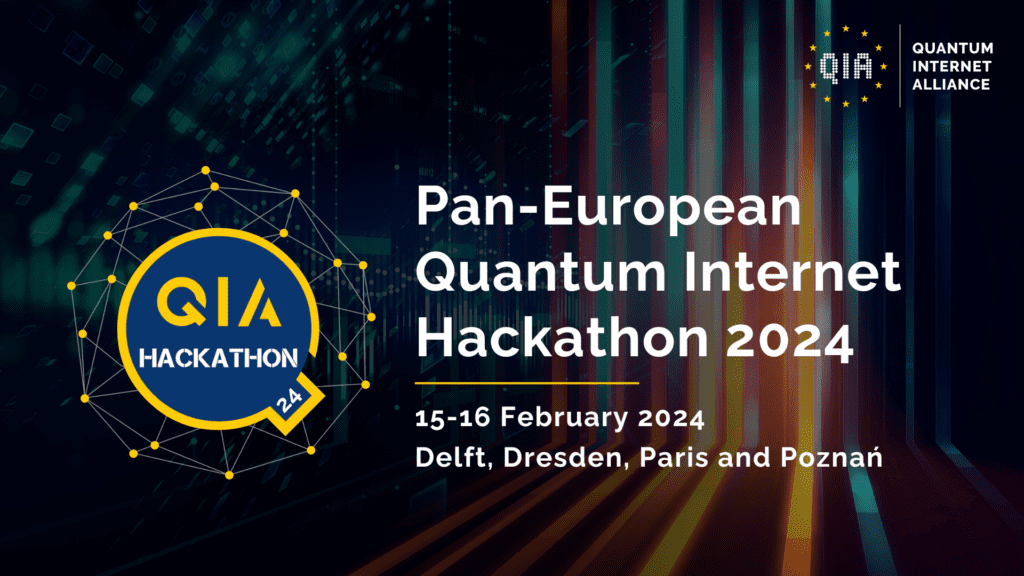 QIA
QUANTUM
INTERNET
ALLIANCE
Pan-European
Quantum Internet
Hackathon 2024
15-16 February 2024
Delft, Dresden, Paris and Poznań
QIA
HACKATHON
24